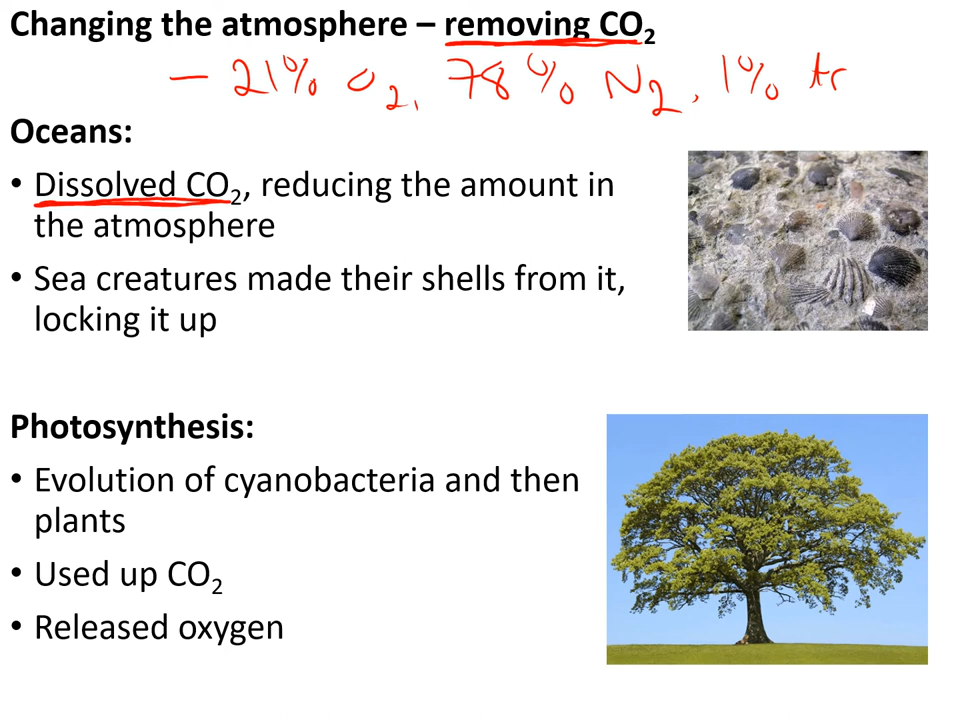 Changing the atmosphere – removing CO₂
– 21% O₂, 78% N₂, 1% Ar
Oceans:
• Dissolved CO₂, reducing the amount in
the atmosphere
• Sea creatures made their shells from it,
locking it up
Photosynthesis:
• Evolution of cyanobacteria and then
plants
• Used up CO₂
• Released oxygen